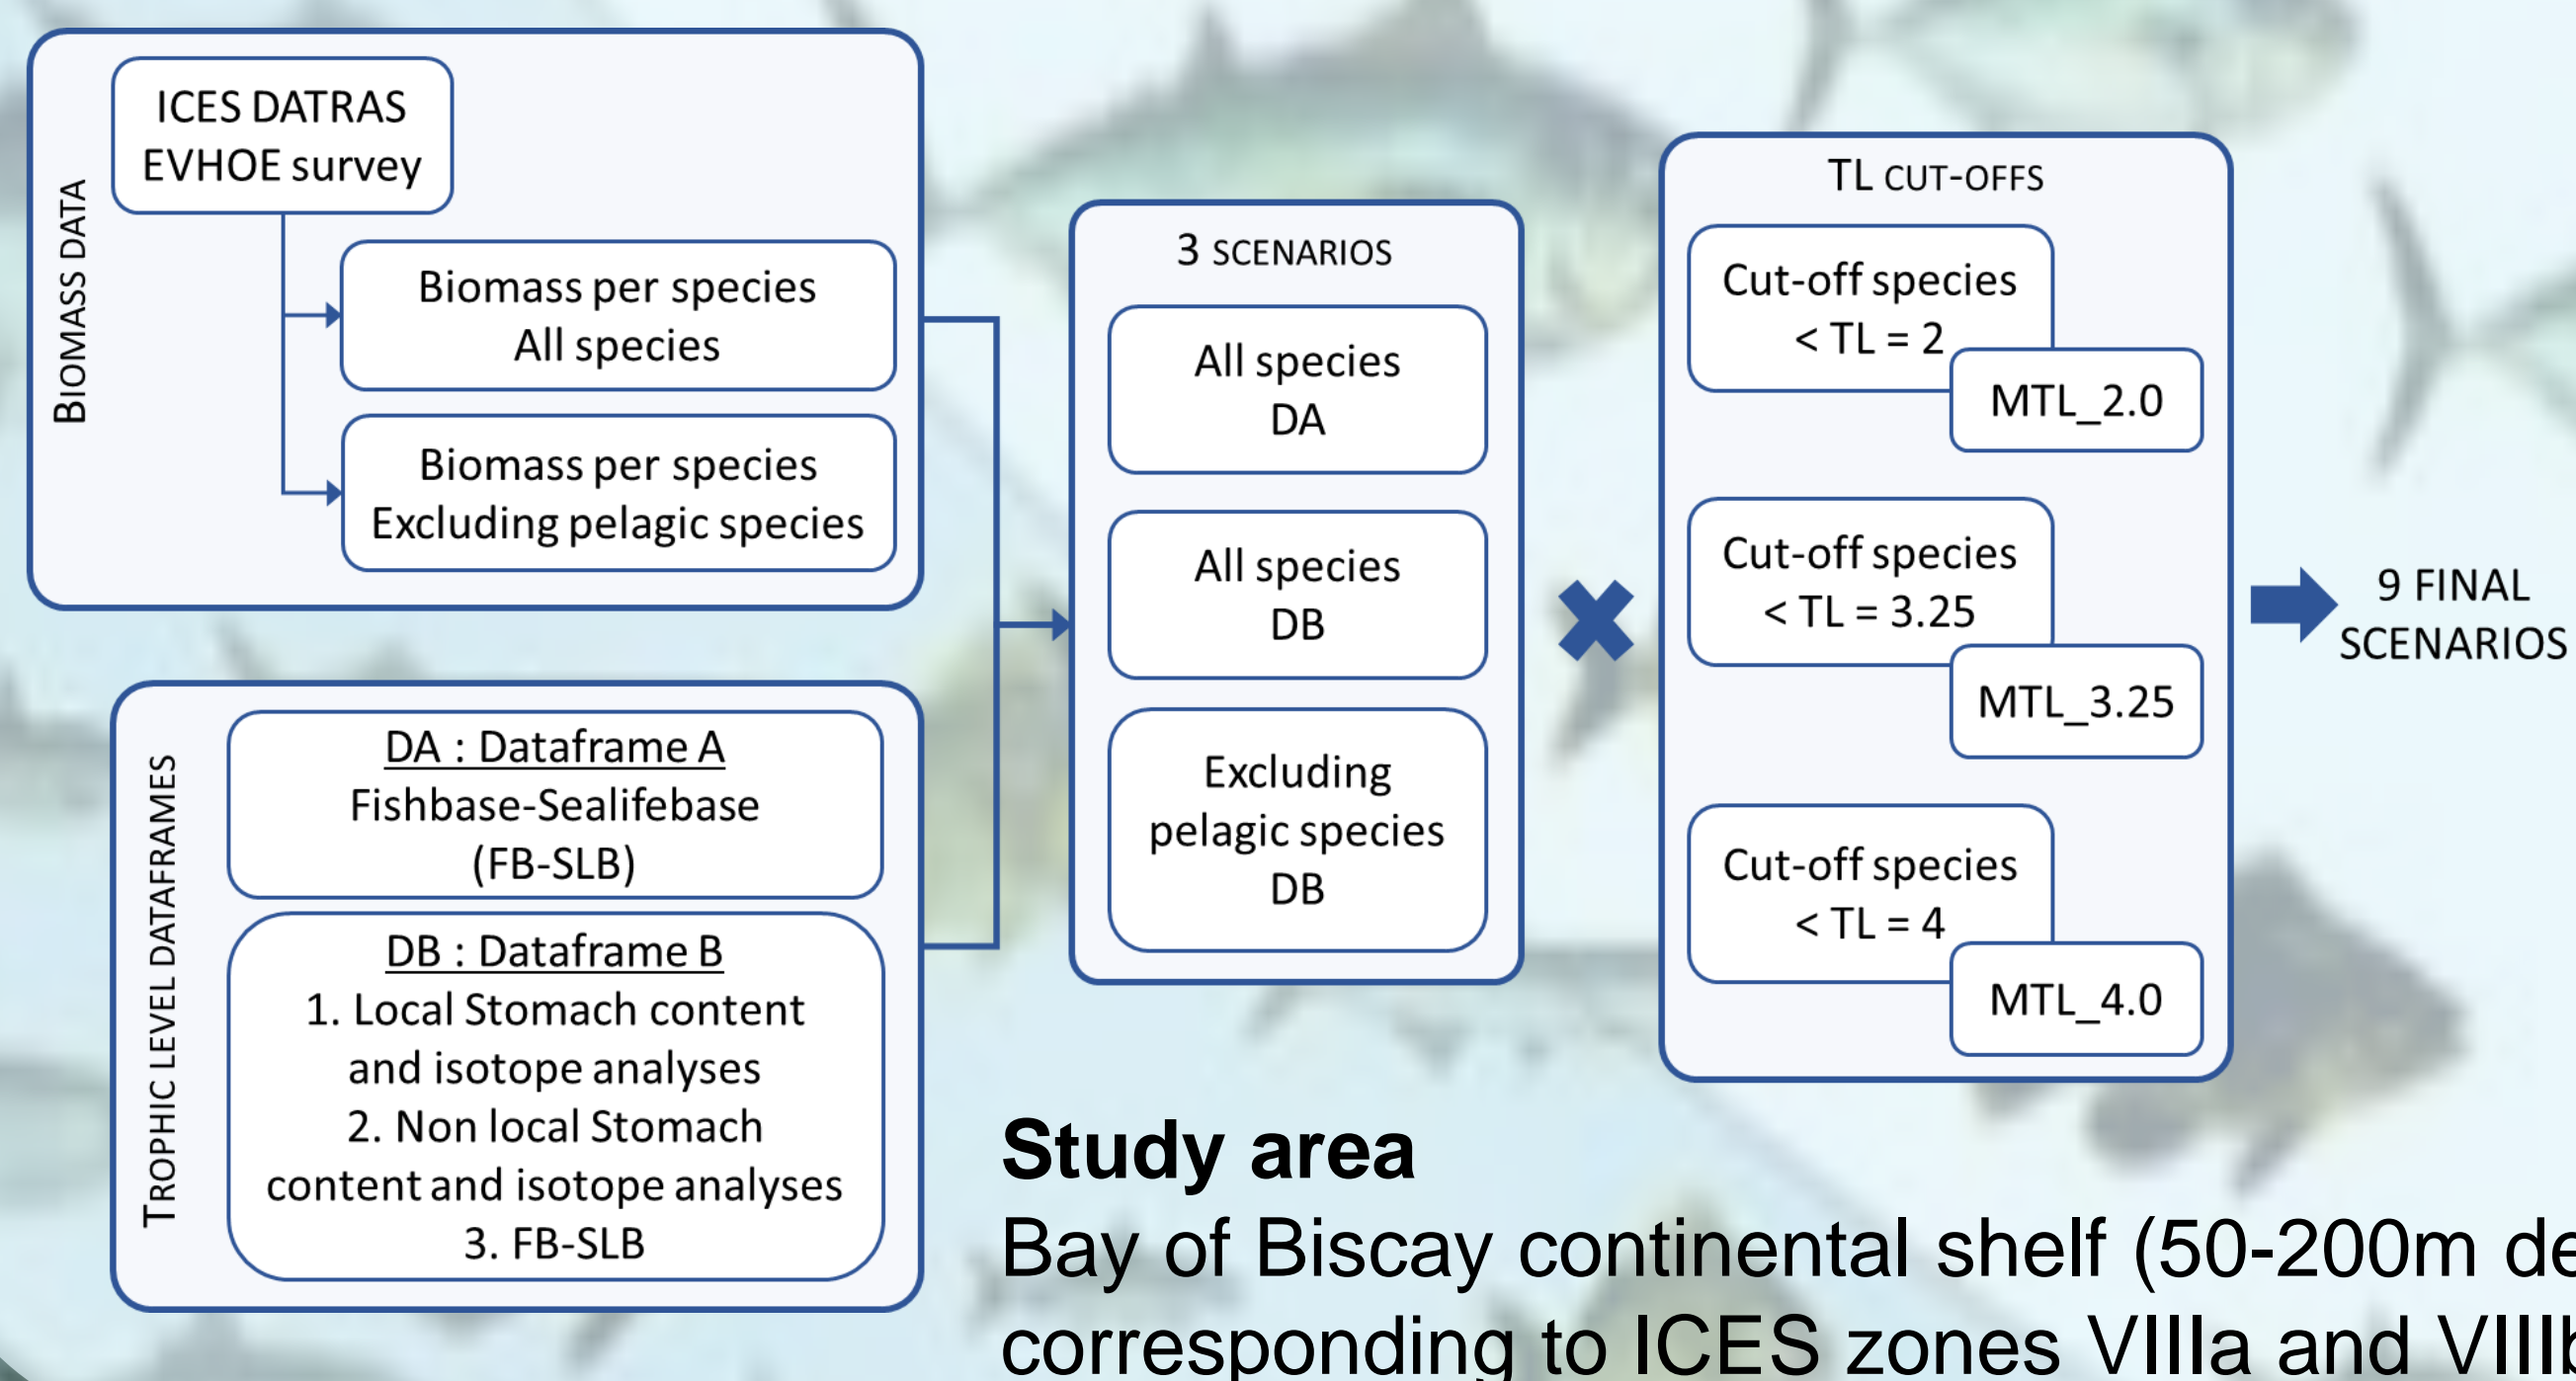 BIOMASS DATA
ICES DATRAS
EVHOE survey
Biomass per species
All species
Biomass per species
Excluding pelagic species
TROPHIC LEVEL DATAFRAMES
DA : Dataframe A
Fishbase-Sealifebase
(FB-SLB)
DB : Dataframe B
1. Local Stomach content
and isotope analyses
2. Non local Stomach
content and isotope analyses
3. FB-SLB
3 SCENARIOS
All species
DA
All species
DB
Excluding
pelagic species
DB
TL CUT-OFFS
Cut-off species
< TL = 2
MTL_2.0
Cut-off species
< TL = 3.25
MTL_3.25
Cut-off species
< TL = 4
MTL_4.0
9 FINAL
SCENARIOS
Study area
Bay of Biscay continental shelf (50-200m
corresponding to ICES zones VIIIa and